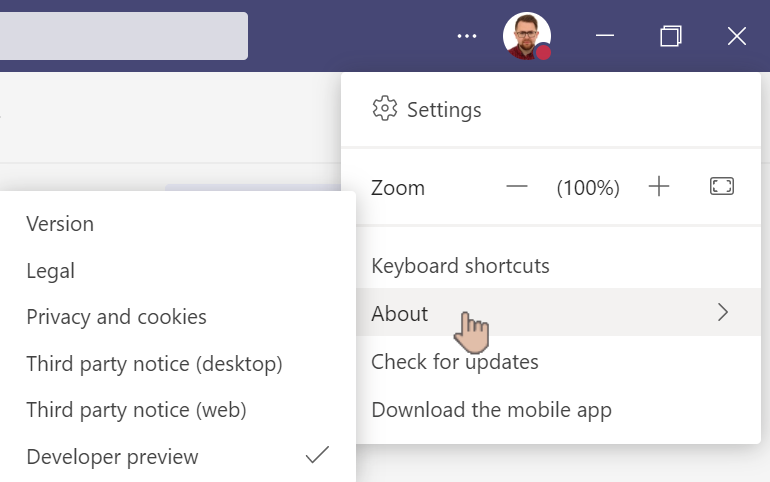 Settings
Zoom (100%)
Keyboard shortcuts
About
Check for updates
Download the mobile app
Version
Legal
Privacy and cookies
Third party notice (desktop)
Third party notice (web)
Developer preview